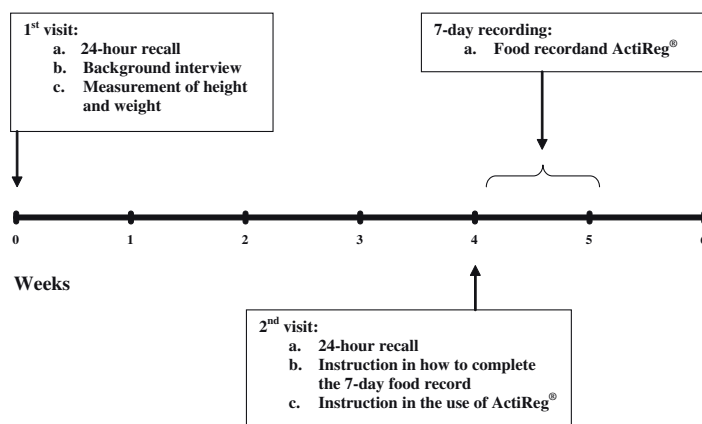 1st visit:
a. 24-hour recall
b. Background interview
c. Measurement of height
and weight
7-day recording:
a. Food recordand ActiReg®
0 1 2 3 4 5 6
Weeks
2nd visit:
a. 24-hour recall
b. Instruction in how to complete
the 7-day food record
c. Instruction in the use of ActiReg®